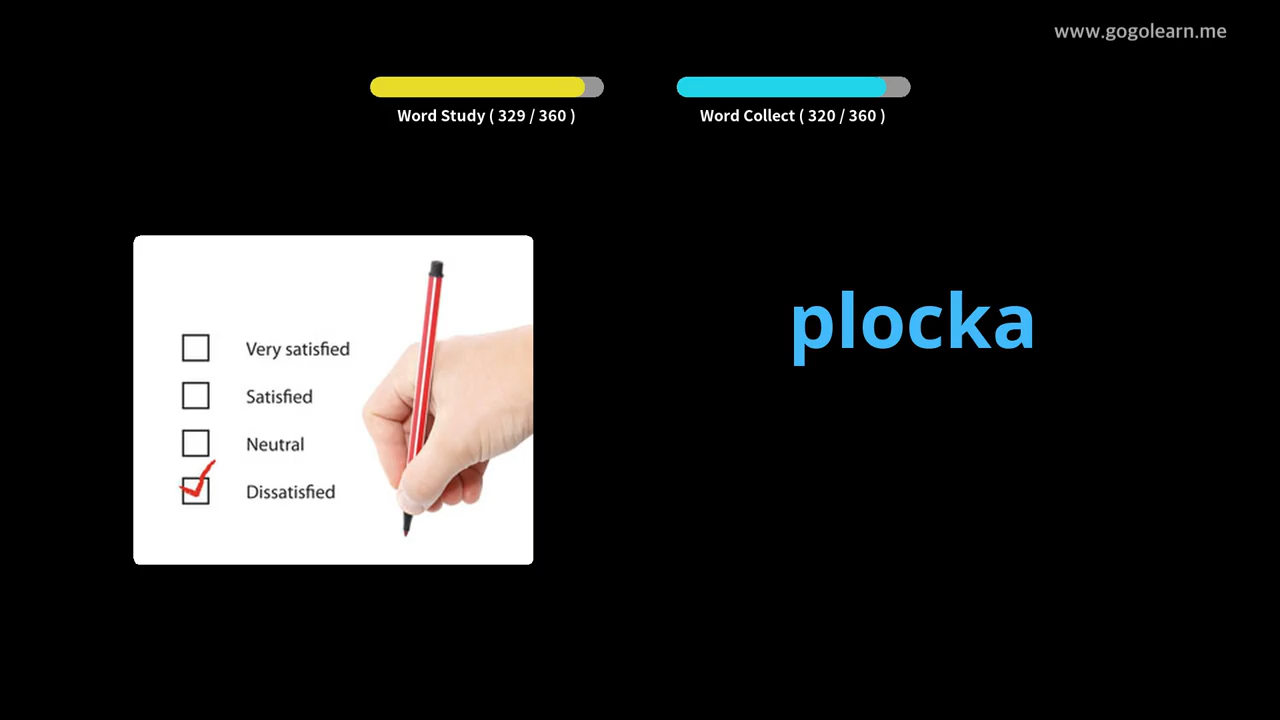 www.gogolearn.me
Word Study ( 329 / 360 )
Word Collect ( 320 / 360 )
plocka
Very satisfied
Satisfied
Neutral
Dissatisfied